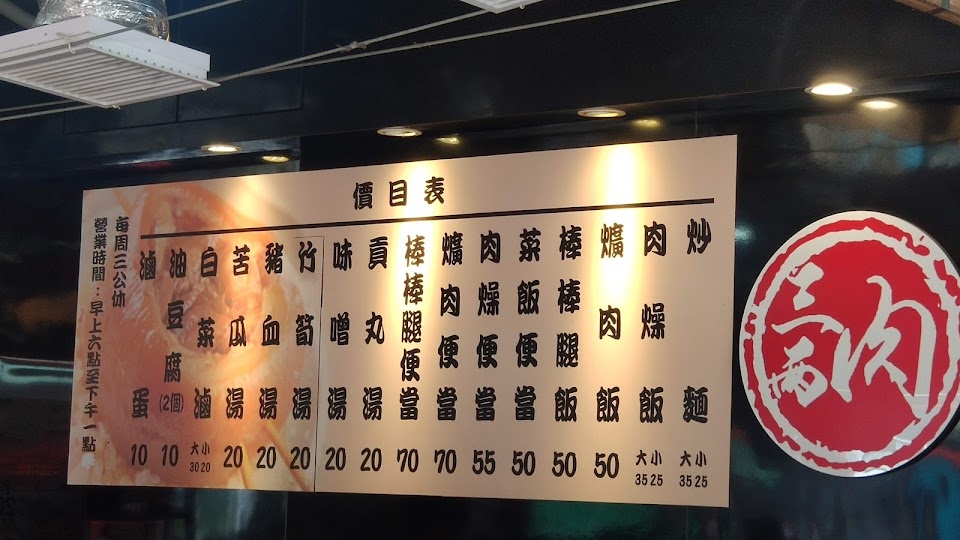 價目表
炒麵 大35 小25
肉燥飯 大35 小25
爌肉飯 50
棒棒腿飯 50
菜飯便當 50
肉燥便當 55
爌肉便當 70
棒棒腿便當 70
貢丸湯 20
味噌湯 20
竹筍湯 20
豬血湯 20
苦瓜湯 20
白菜滷 大30 小20
油豆腐(2個) 10
滷蛋 10
每周三公休
營業時間：早上六點至下午一點
三兩肉